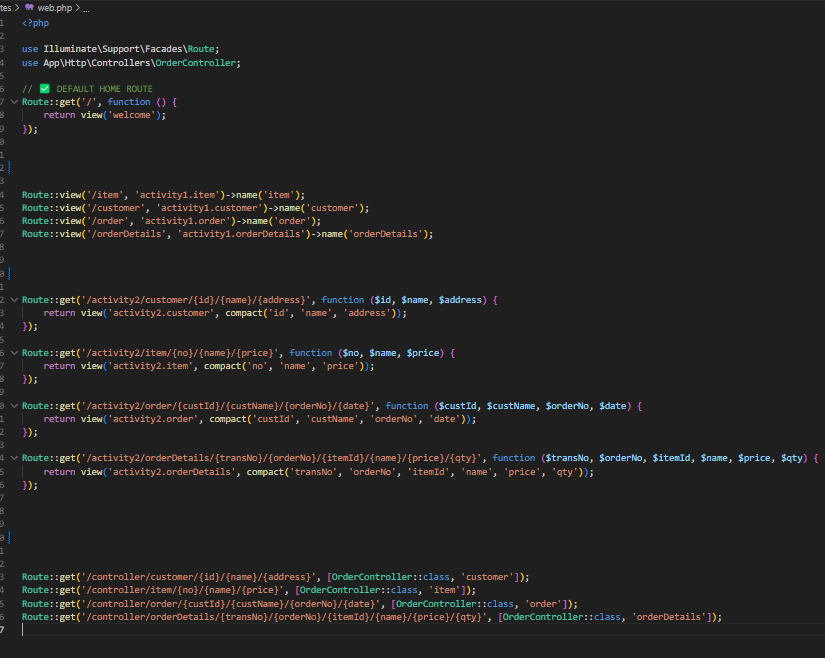 tes > web.php > ...
1 <?php
2
3 use Illuminate\Support\Facades\Route;
4 use App\Http\Controllers\OrderController;
5
6 // ✅ DEFAULT HOME ROUTE
7 Route::get('/', function () {
8 return view('welcome');
9 });
0
1
2
3
4 Route::view('/item', 'activity1.item')->name('item');
5 Route::view('/customer', 'activity1.customer')->name('customer');
6 Route::view('/order', 'activity1.order')->name('order');
7 Route::view('/orderDetails', 'activity1.orderDetails')->name('orderDetails');
8
9
0
1
2 Route::get('/activity2/customer/{id}/{name}/{address}', function ($id, $name, $address) {
3 return view('activity2.customer', compact('id', 'name', 'address'));
4 });
5
6 Route::get('/activity2/item/{no}/{name}/{price}', function ($no, $name, $price) {
7 return view('activity2.item', compact('no', 'name', 'price'));
8 });
9
0 Route::get('/activity2/order/{custId}/{custName}/{orderNo}/{date}', function ($custId, $custName, $orderNo, $date) {
1 return view('activity2.order', compact('custId', 'custName', 'orderNo', 'date'));
2 });
3
4 Route::get('/activity2/orderDetails/{transNo}/{orderNo}/{itemId}/{name}/{price}/{qty}', function ($transNo, $orderNo, $itemId, $name, $price, $qty) {
5 return view('activity2.orderDetails', compact('transNo', 'orderNo', 'itemId', 'name', 'price', 'qty'));
6 });
7
8
9
0
1
2
3 Route::get('/controller/customer/{id}/{name}/{address}', [OrderController::class, 'customer']);
4 Route::get('/controller/item/{no}/{name}/{price}', [OrderController::class, 'item']);
5 Route::get('/controller/order/{custId}/{custName}/{orderNo}/{date}', [OrderController::class, 'order']);
6 Route::get('/controller/orderDetails/{transNo}/{orderNo}/{itemId}/{name}/{price}/{qty}', [OrderController::class, 'orderDetails']);
7